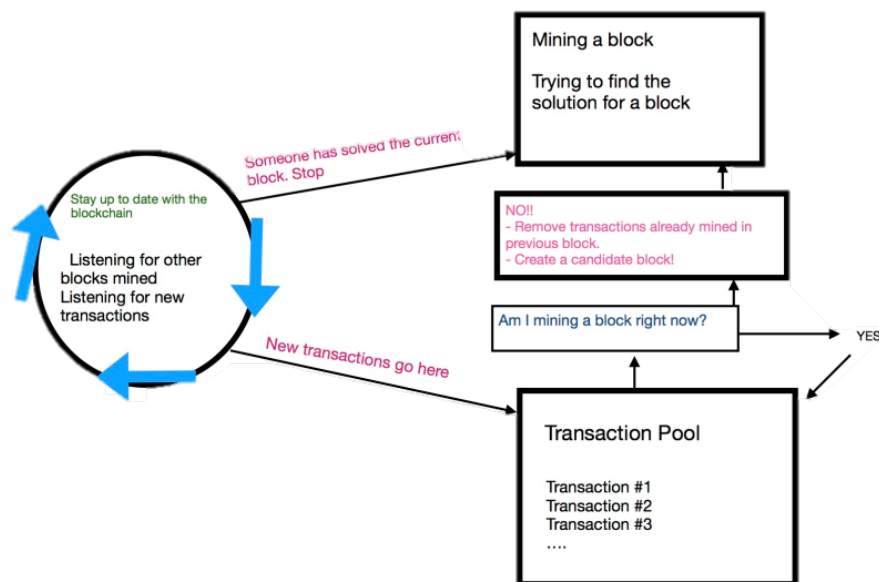 Mining a block
Trying to find the
solution for a block
Someone has solved the current
block. Stop
Stay up to date with the
blockchain
Listening for other
blocks mined
Listening for new
transactions
NO!!
- Remove transactions already mined in
previous block.
- Create a candidate block!
Am I mining a block right now?
YES
New transactions go here
Transaction Pool
Transaction #1
Transaction #2
Transaction #3
....